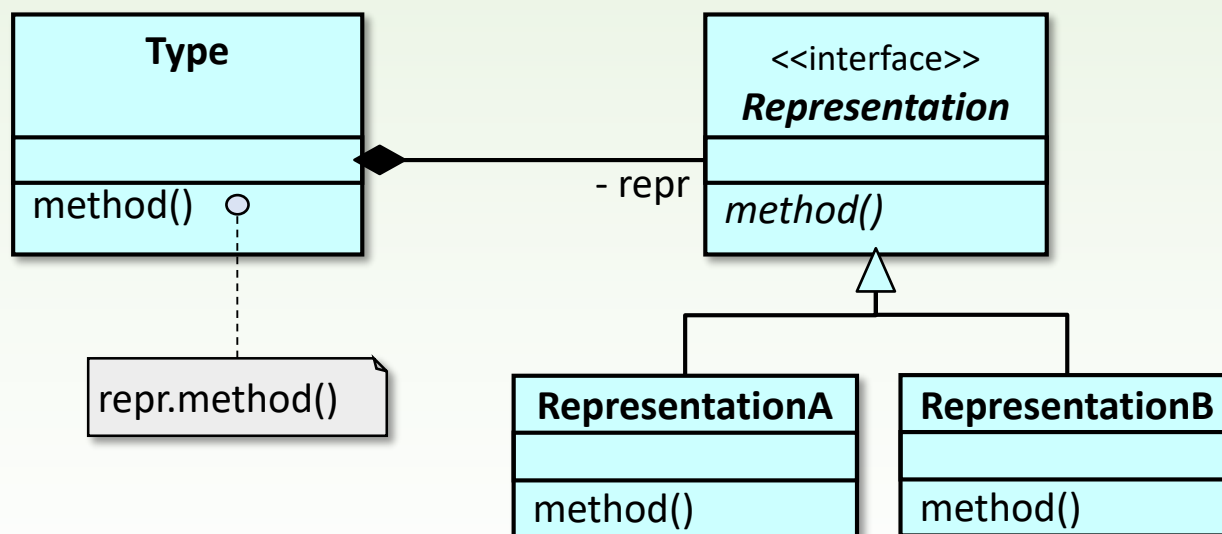 Type
method()
<<interface>>
Representation
- repr
method()
repr.method()
RepresentationA
method()
RepresentationB
method()